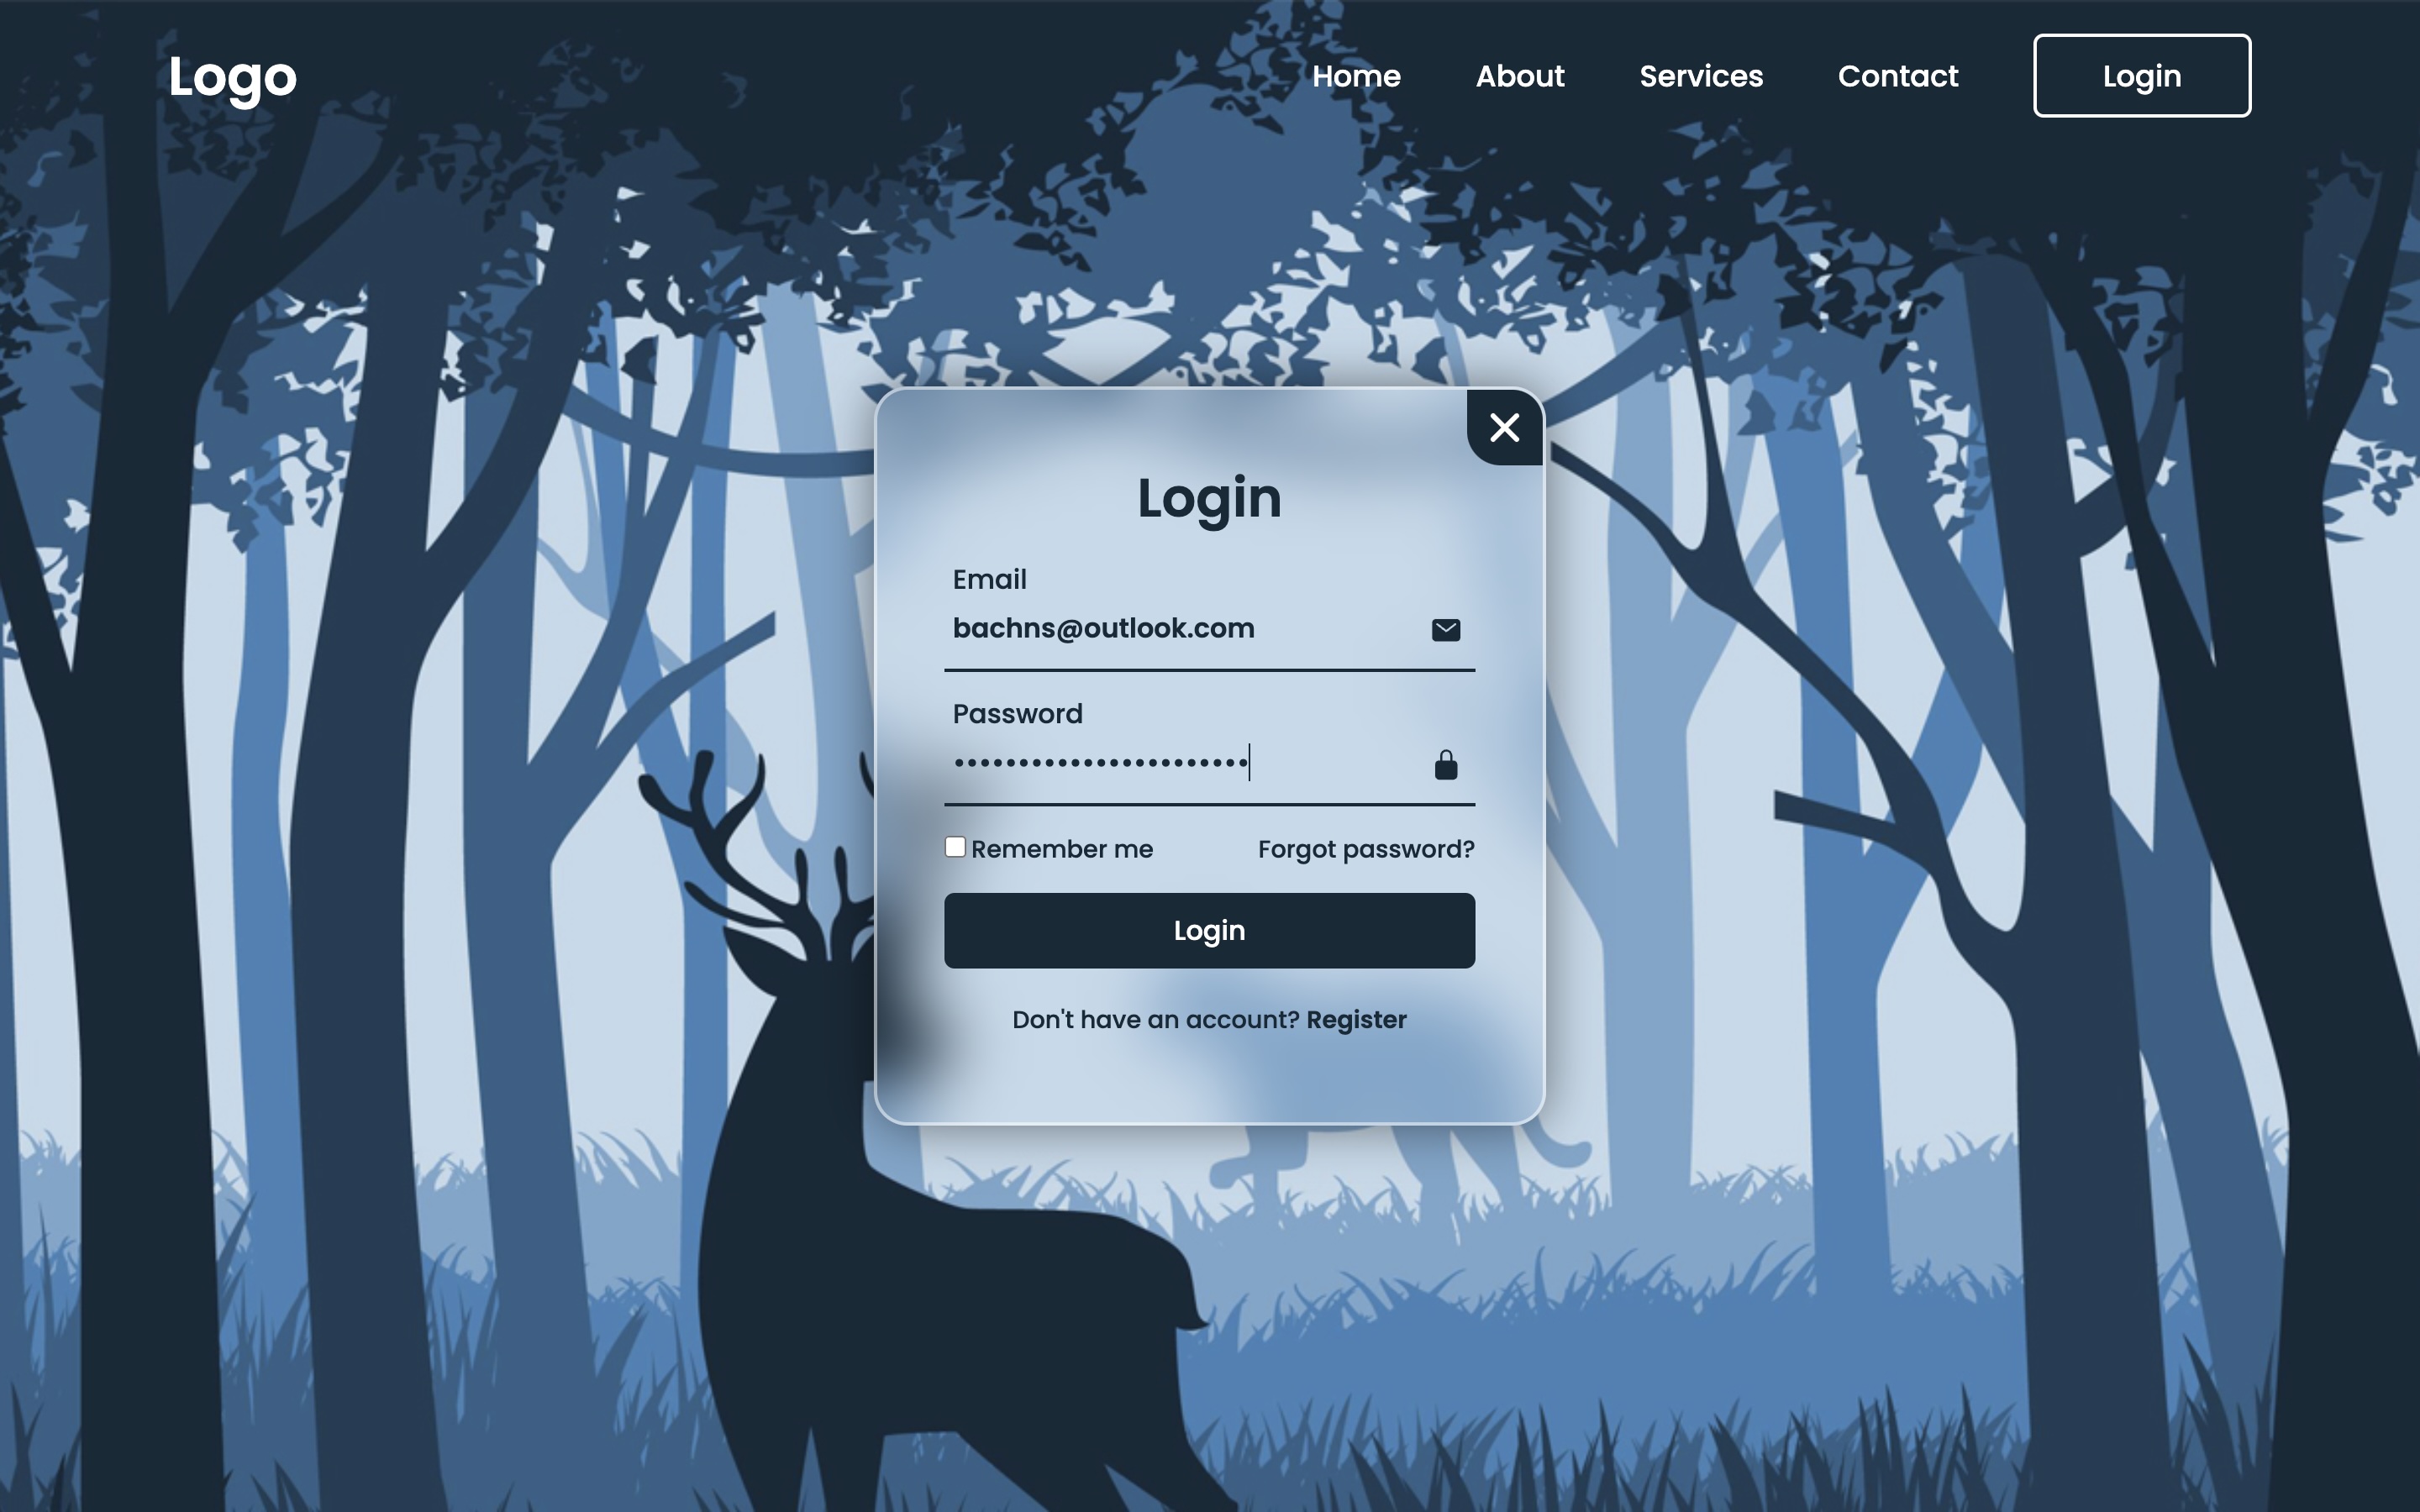 Logo
Home About Services Contact Login
Login
Email
bachns@outlook.com
Password
•••••••••••••••••••••••
Remember me Forgot password?
Login
Don't have an account? Register